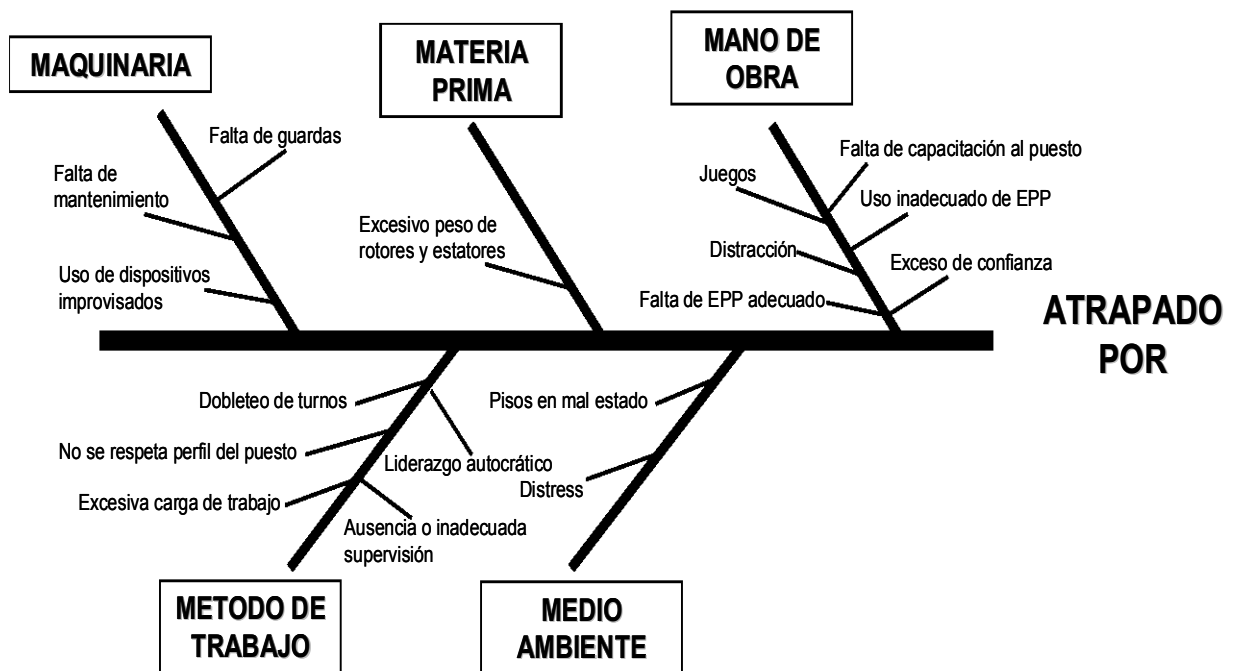 MAQUINARIA
MATERIA
PRIMA
MANO DE
OBRA
Falta de guardas
Falta de
mantenimiento
Uso de dispositivos
improvisados
Excesivo peso de
rotores y estatores
Falta de capacitación al puesto
Juegos
Uso inadecuado de EPP
Distracción
Exceso de confianza
Falta de EPP adecuado
ATRAPADO
POR
Dobleteo de turnos
No se respeta perfil del puesto
Liderazgo autocrático
Excesiva carga de trabajo
Ausencia o inadecuada
supervisión
Pisos en mal estado
Distress
METODO DE
TRABAJO
MEDIO
AMBIENTE